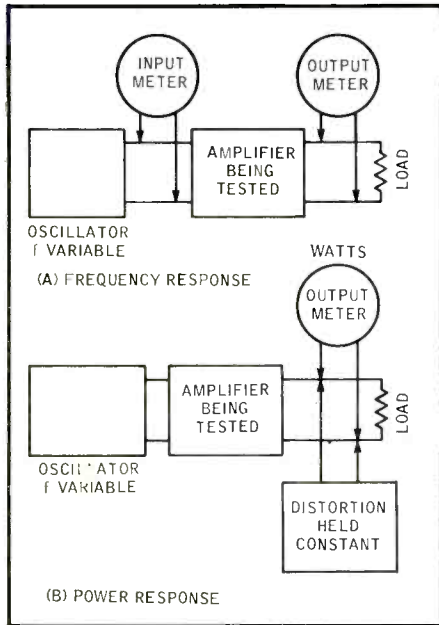 INPUT
METER
OUTPUT
METER
AMPLIFIER
BEING
TESTED
LOAD
OSCILLATOR
f VARIABLE
(A) FREQUENCY RESPONSE
WATTS
OUTPUT
METER
AMPLIFIER
BEING
TESTED
LOAD
OSCILLATOR
f VARIABLE
DISTORTION
HELD
CONSTANT
(B) POWER RESPONSE